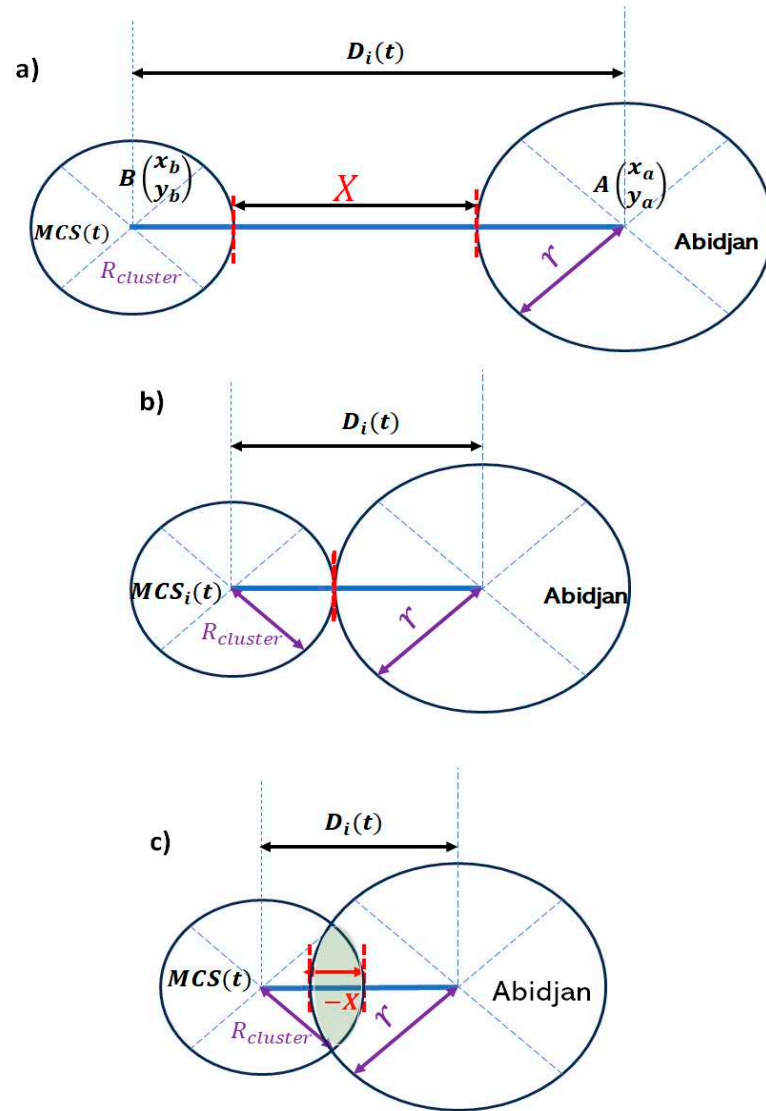 a)
D_i(t)
B (x_b
y_b)
X
A (x_a
y_a)
MCS(t)
Abidjan
R_cluster
r
b)
D_i(t)
MCS_i(t)
Abidjan
R_cluster
r
c)
D_i(t)
MCS(t)
Abidjan
-X
R_cluster
r